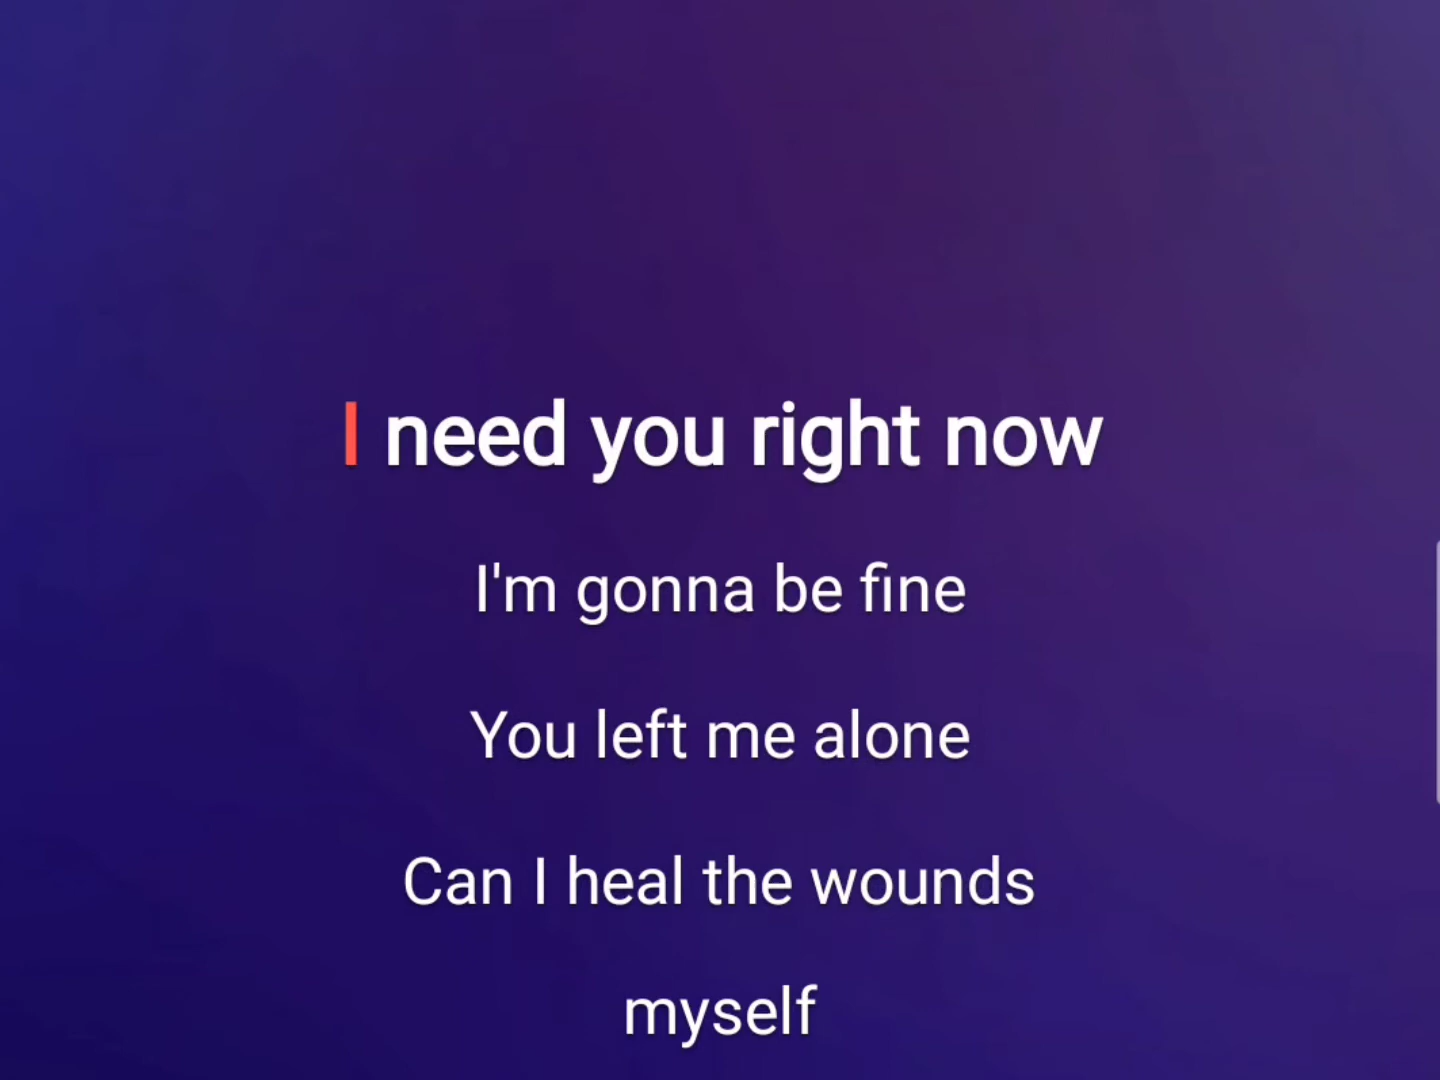 I need you right now
I'm gonna be fine
You left me alone
Can I heal the wounds
myself